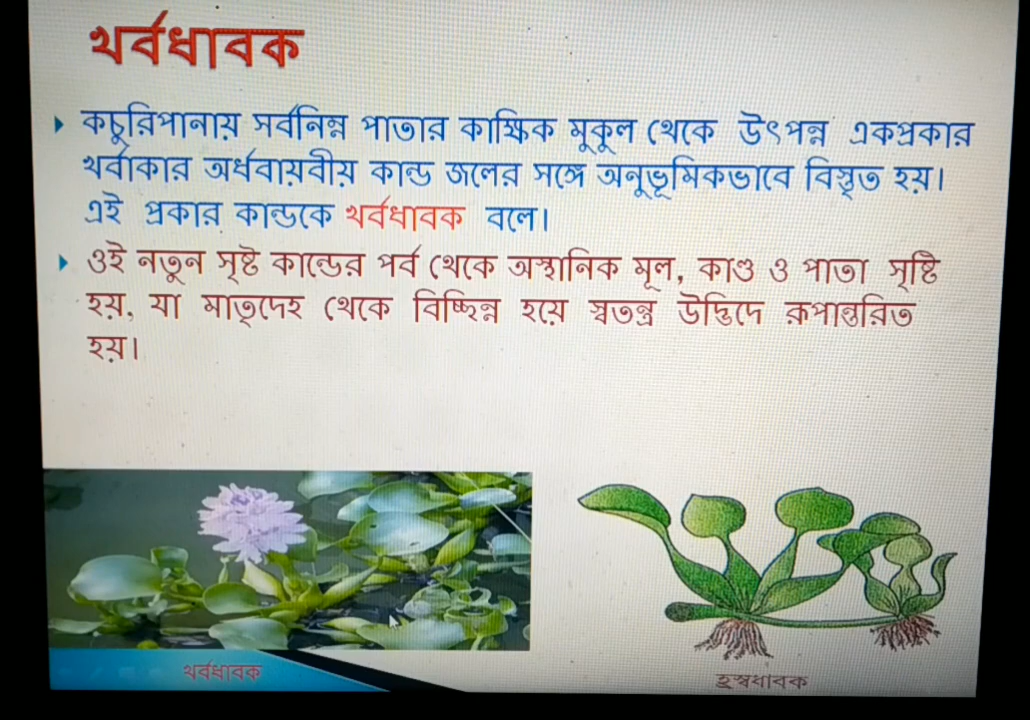 খর্বধাবক
কচুরিপানায় সর্বনিম্ন পাতার কাক্ষিক মুকুল থেকে উৎপন্ন একপ্রকার
খর্বাকার অর্ধবায়বীয় কান্ড জলের সঙ্গে অনুভূমিকভাবে বিস্তৃত হয়।
এই প্রকার কান্ডকে খর্বধাবক বলে।
ওই নতুন সৃষ্ট কান্ডের পর্ব থেকে অস্থানিক মূল, কাণ্ড ও পাতা সৃষ্টি
হয়, যা মাতৃদেহ থেকে বিচ্ছিন্ন হয়ে স্বতন্ত্র উদ্ভিদে রূপান্তরিত
হয়।
খর্বধাবক
হ্রস্বধাবক